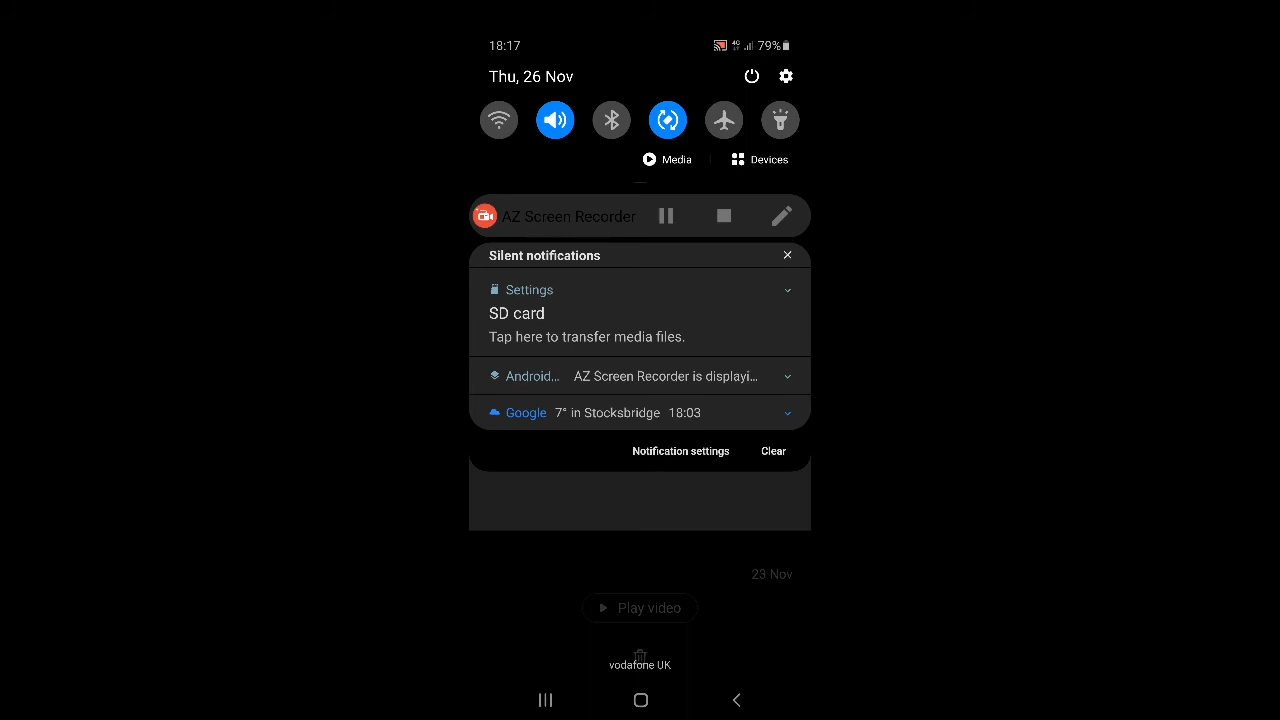 18:17 4G 79%
Thu, 26 Nov
Media Devices
AZ Screen Recorder
Silent notifications
Settings
SD card
Tap here to transfer media files.
Android... AZ Screen Recorder is displayi...
Google 7° in Stocksbridge 18:03
Notification settings Clear
23 Nov
Play video
vodafone UK